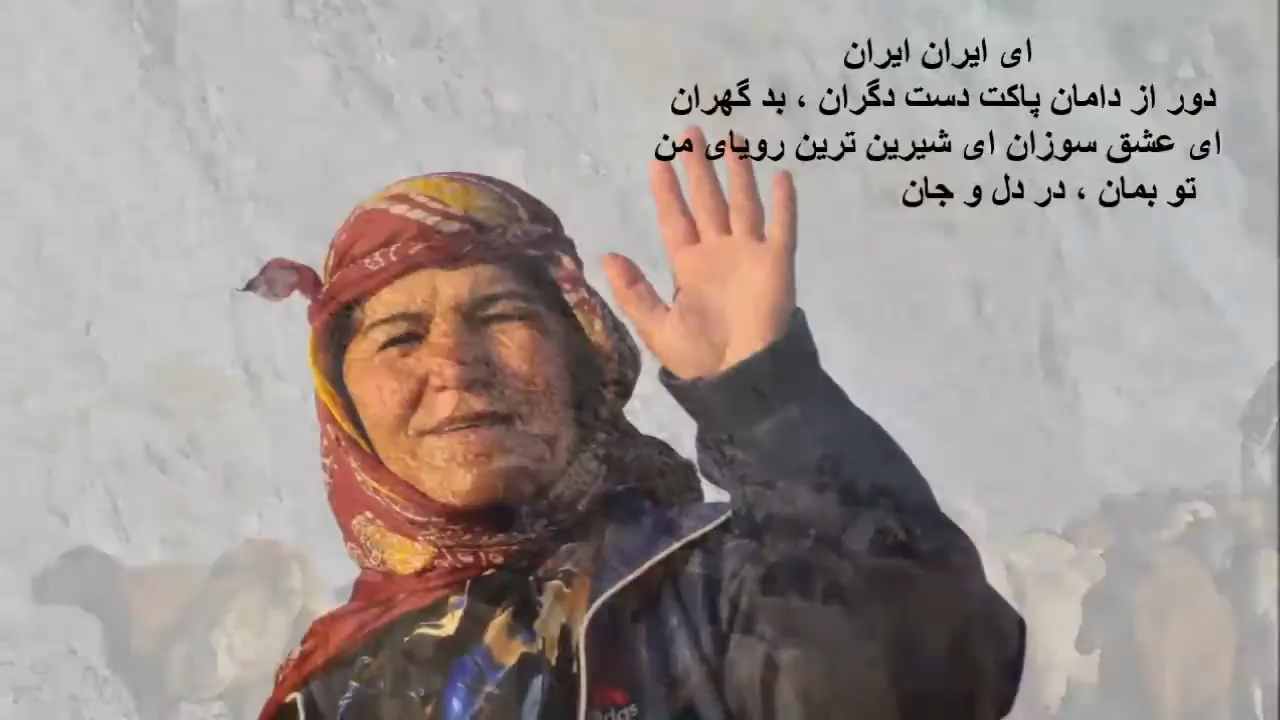 ای ایران ایران
دور از دامان پاکت دست دگران ، بد گهران
ای عشق سوزان ای شیرین ترین رویای من
تو بمان ، در دل و جان